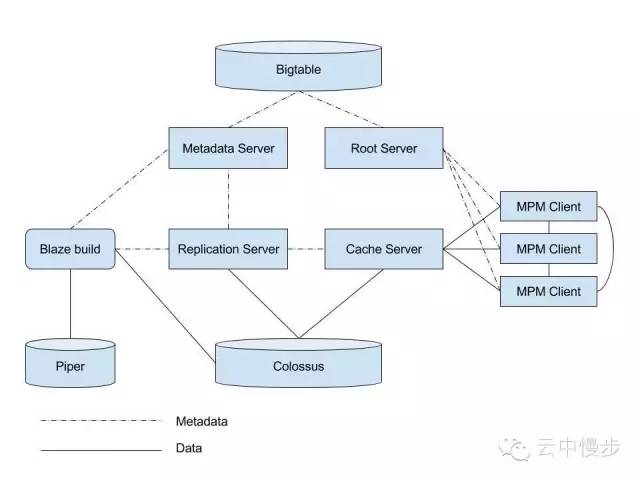 Bigtable
Metadata Server
Root Server
MPM Client
Blaze build
Replication Server
Cache Server
MPM Client
MPM Client
Piper
Colossus
Metadata
Data
云中慢步